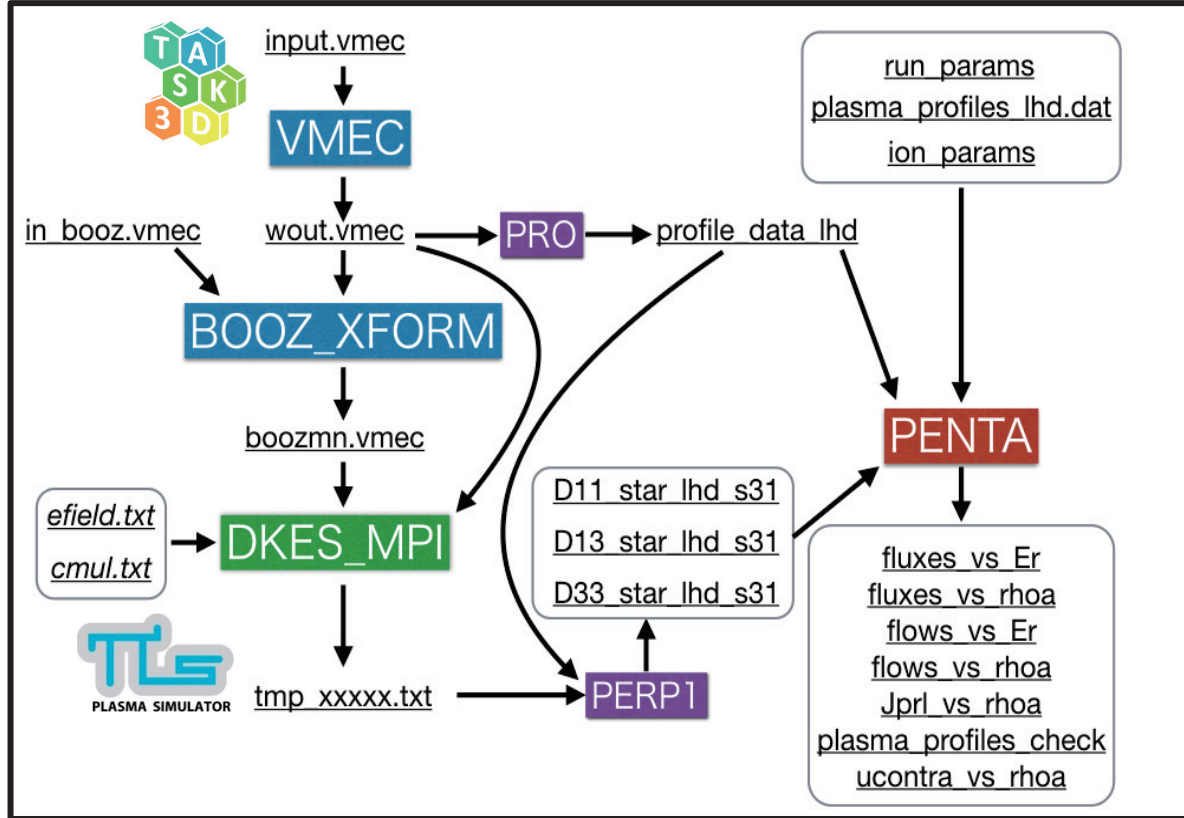 TASK3D
input.vmec
VMEC
in_booz.vmec
wout.vmec
PRO
profile_data_lhd
run_params
plasma_profiles_lhd.dat
ion_params
BOOZ_XFORM
boozmn.vmec
efield.txt
cmul.txt
DKES_MPI
PLASMA SIMULATOR
tmp_xxxxx.txt
PERP1
D11_star_lhd_s31
D13_star_lhd_s31
D33_star_lhd_s31
PENTA
fluxes_vs_Er
fluxes_vs_rhoa
flows_vs_Er
flows_vs_rhoa
Jprl_vs_rhoa
plasma_profiles_check
ucontra_vs_rhoa